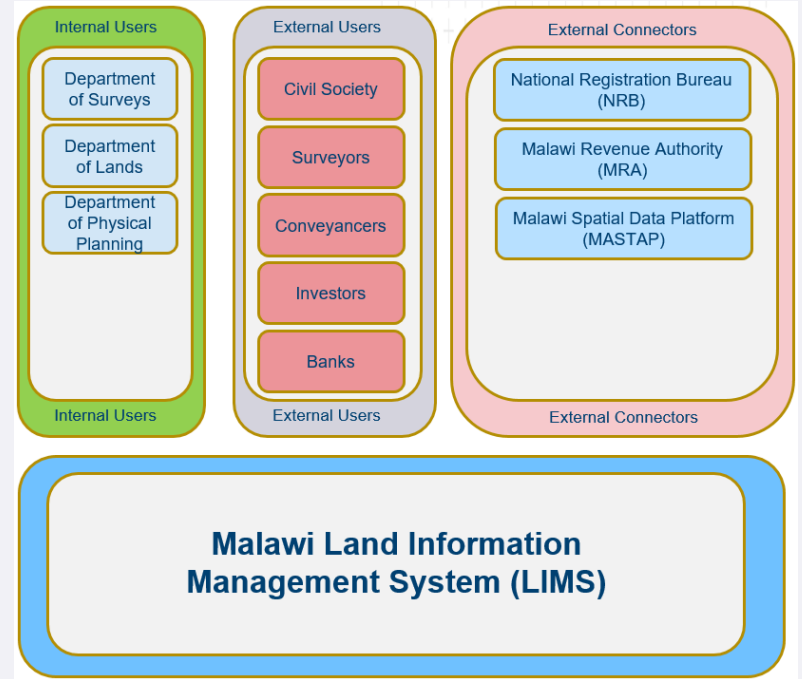 Internal Users
Department
of Surveys
Department
of Lands
Department
of Physical
Planning
Internal Users
External Users
Civil Society
Surveyors
Conveyancers
Investors
Banks
External Users
External Connectors
National Registration Bureau
(NRB)
Malawi Revenue Authority
(MRA)
Malawi Spatial Data Platform
(MASTAP)
External Connectors
Malawi Land Information
Management System (LIMS)